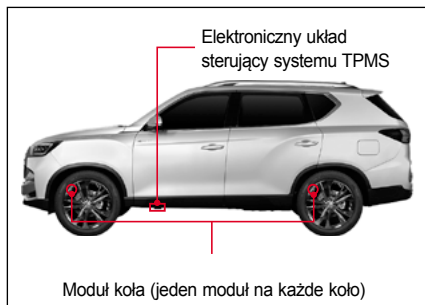 Elektroniczny układ
sterujący systemu TPMS
Moduł koła (jeden moduł na każde koło)